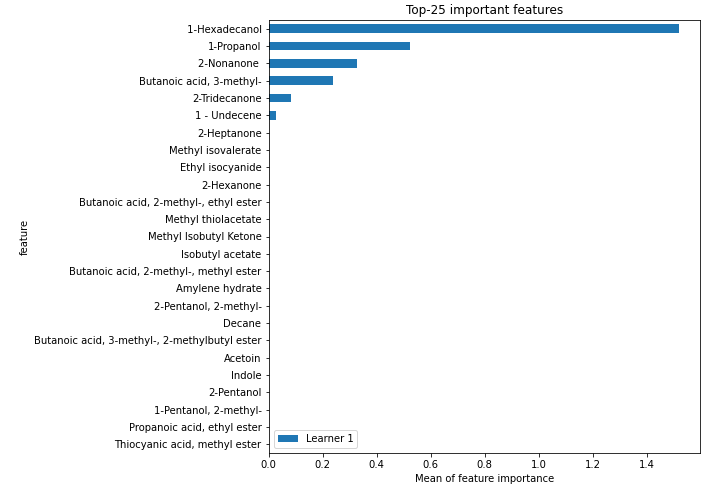 Top-25 important features
1-Hexadecanol
1-Propanol
2-Nonanone
Butanoic acid, 3-methyl-
2-Tridecanone
1 - Undecene
2-Heptanone
Methyl isovalerate
Ethyl isocyanide
2-Hexanone
Butanoic acid, 2-methyl-, ethyl ester
Methyl thiolacetate
Methyl Isobutyl Ketone
Isobutyl acetate
Butanoic acid, 2-methyl-, methyl ester
Amylene hydrate
2-Pentanol, 2-methyl-
Decane
Butanoic acid, 3-methyl-, 2-methylbutyl ester
Acetoin
Indole
2-Pentanol
1-Pentanol, 2-methyl-
Propanoic acid, ethyl ester
Thiocyanic acid, methyl ester
feature
Learner 1
0.0 0.2 0.4 0.6 0.8 1.0 1.2 1.4
Mean of feature importance